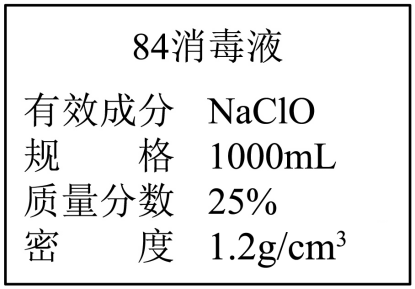 84消毒液
有效成分 NaClO
规 格 1000mL
质量分数 25%
密 度 1.2g/cm³